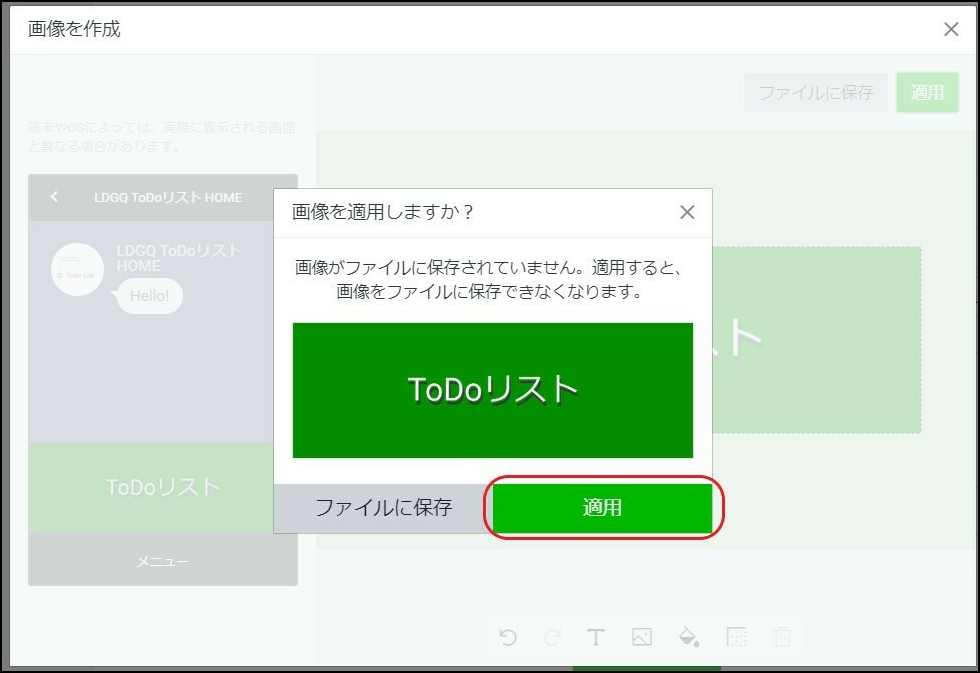 画像を作成
ファイルに保存
適用
端末やOSによっては、実際に表示される画面
と異なる場合があります。
LDGQ ToDoリスト HOME
LDGQ ToDoリスト
HOME
Hello!
ToDoリスト
メニュー
画像を適用しますか？
画像がファイルに保存されていません。適用すると、
画像をファイルに保存できなくなります。
ToDoリスト
ファイルに保存
適用
スト
T